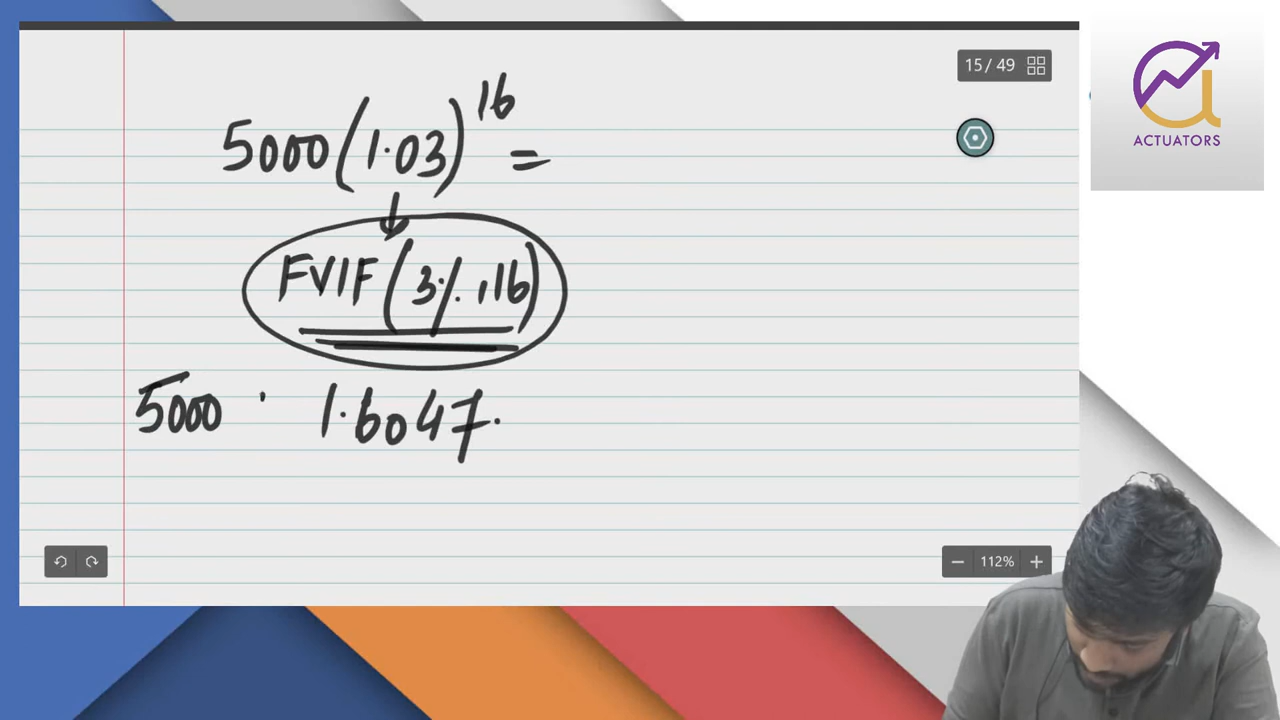 5000(1.03)^16 =
15 / 49
ACTUATORS
FVIF(3%,16)
5000 · 1.6047.
112%